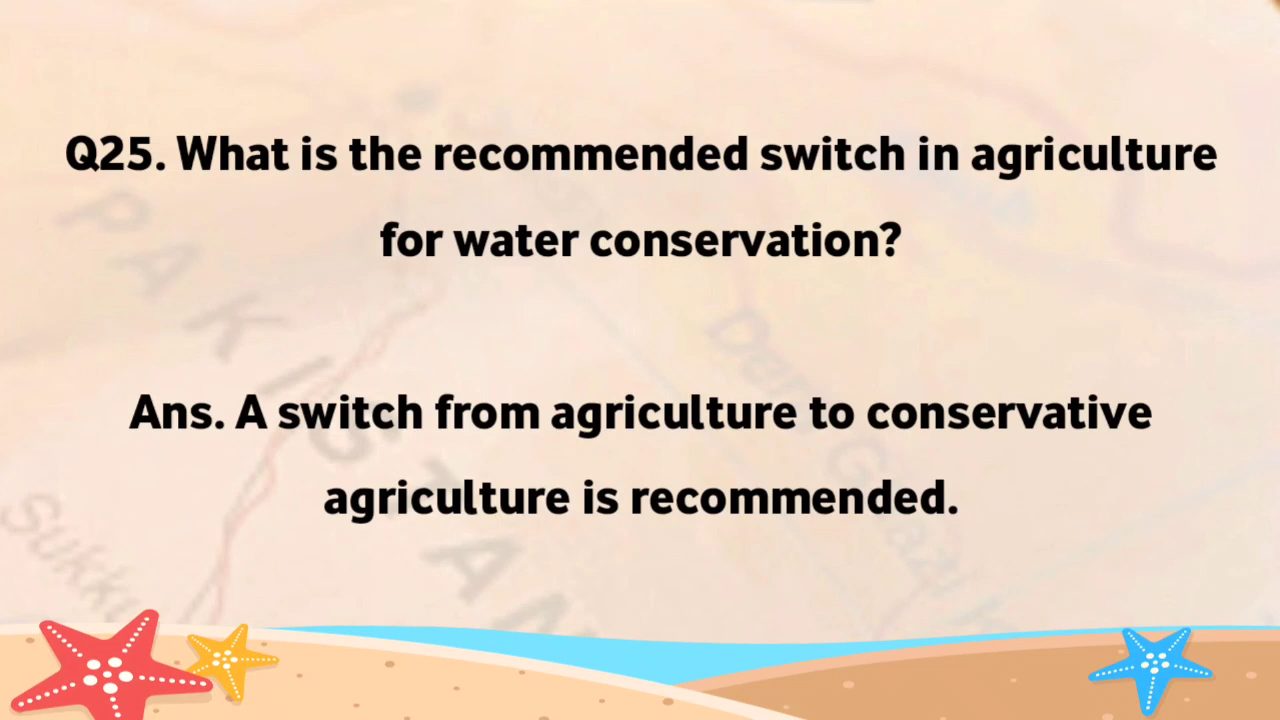 Q25. What is the recommended switch in agriculture
for water conservation?
Ans. A switch from agriculture to conservative
agriculture is recommended.
PAKISTAN